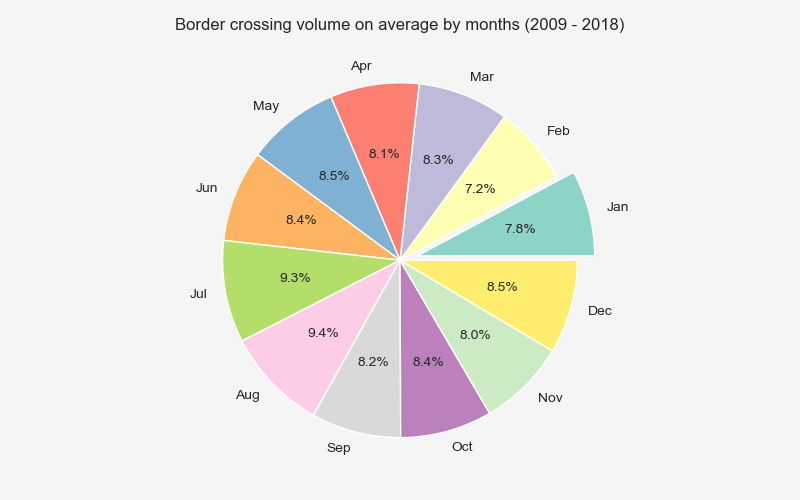 Border crossing volume on average by months (2009 - 2018)
Jan
7.8%
Feb
7.2%
Mar
8.3%
Apr
8.1%
May
8.5%
Jun
8.4%
Jul
9.3%
Aug
9.4%
Sep
8.2%
Oct
8.4%
Nov
8.0%
Dec
8.5%